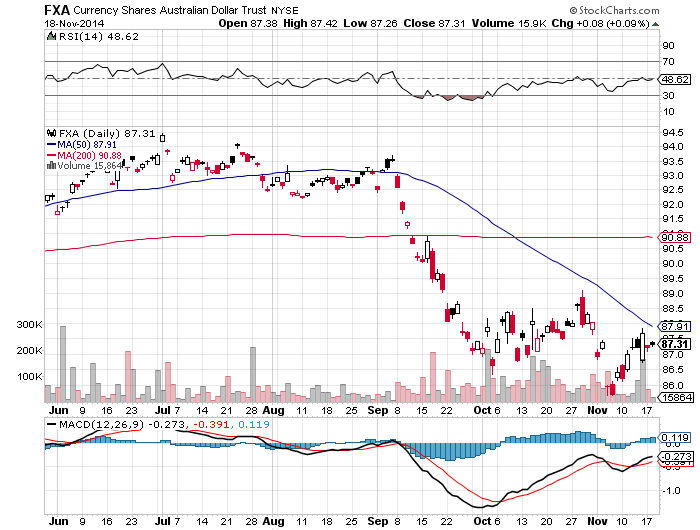 FXA Currency Shares Australian Dollar Trust NYSE © StockCharts.com
18-Nov-2014 Open 87.38 High 87.42 Low 87.26 Close 87.31 Volume 15.9K Chg +0.08 (+0.09%)
RSI(14) 48.62
90
70
48.62
30
10
FXA (Daily) 87.31
MA(50) 87.91
MA(200) 90.88
Volume 15,864
94.5
94.0
93.5
93.0
92.5
92.0
91.5
90.88
90.5
90.0
89.5
89.0
88.5
87.91
87.31
87.0
86.5
86.0
15864
300K
200K
100K
Jun 9 16 23 Jul 7 14 21 28 Aug 11 18 25 Sep 8 15 22 Oct 6 13 20 27 Nov 10 17
MACD(12,26,9) -0.273, -0.391, 0.119
0.119
0.0
-0.273
-1.0
Jun 9 16 23 Jul 7 14 21 28 Aug 11 18 25 Sep 8 15 22 Oct 6 13 20 27 Nov 10 17